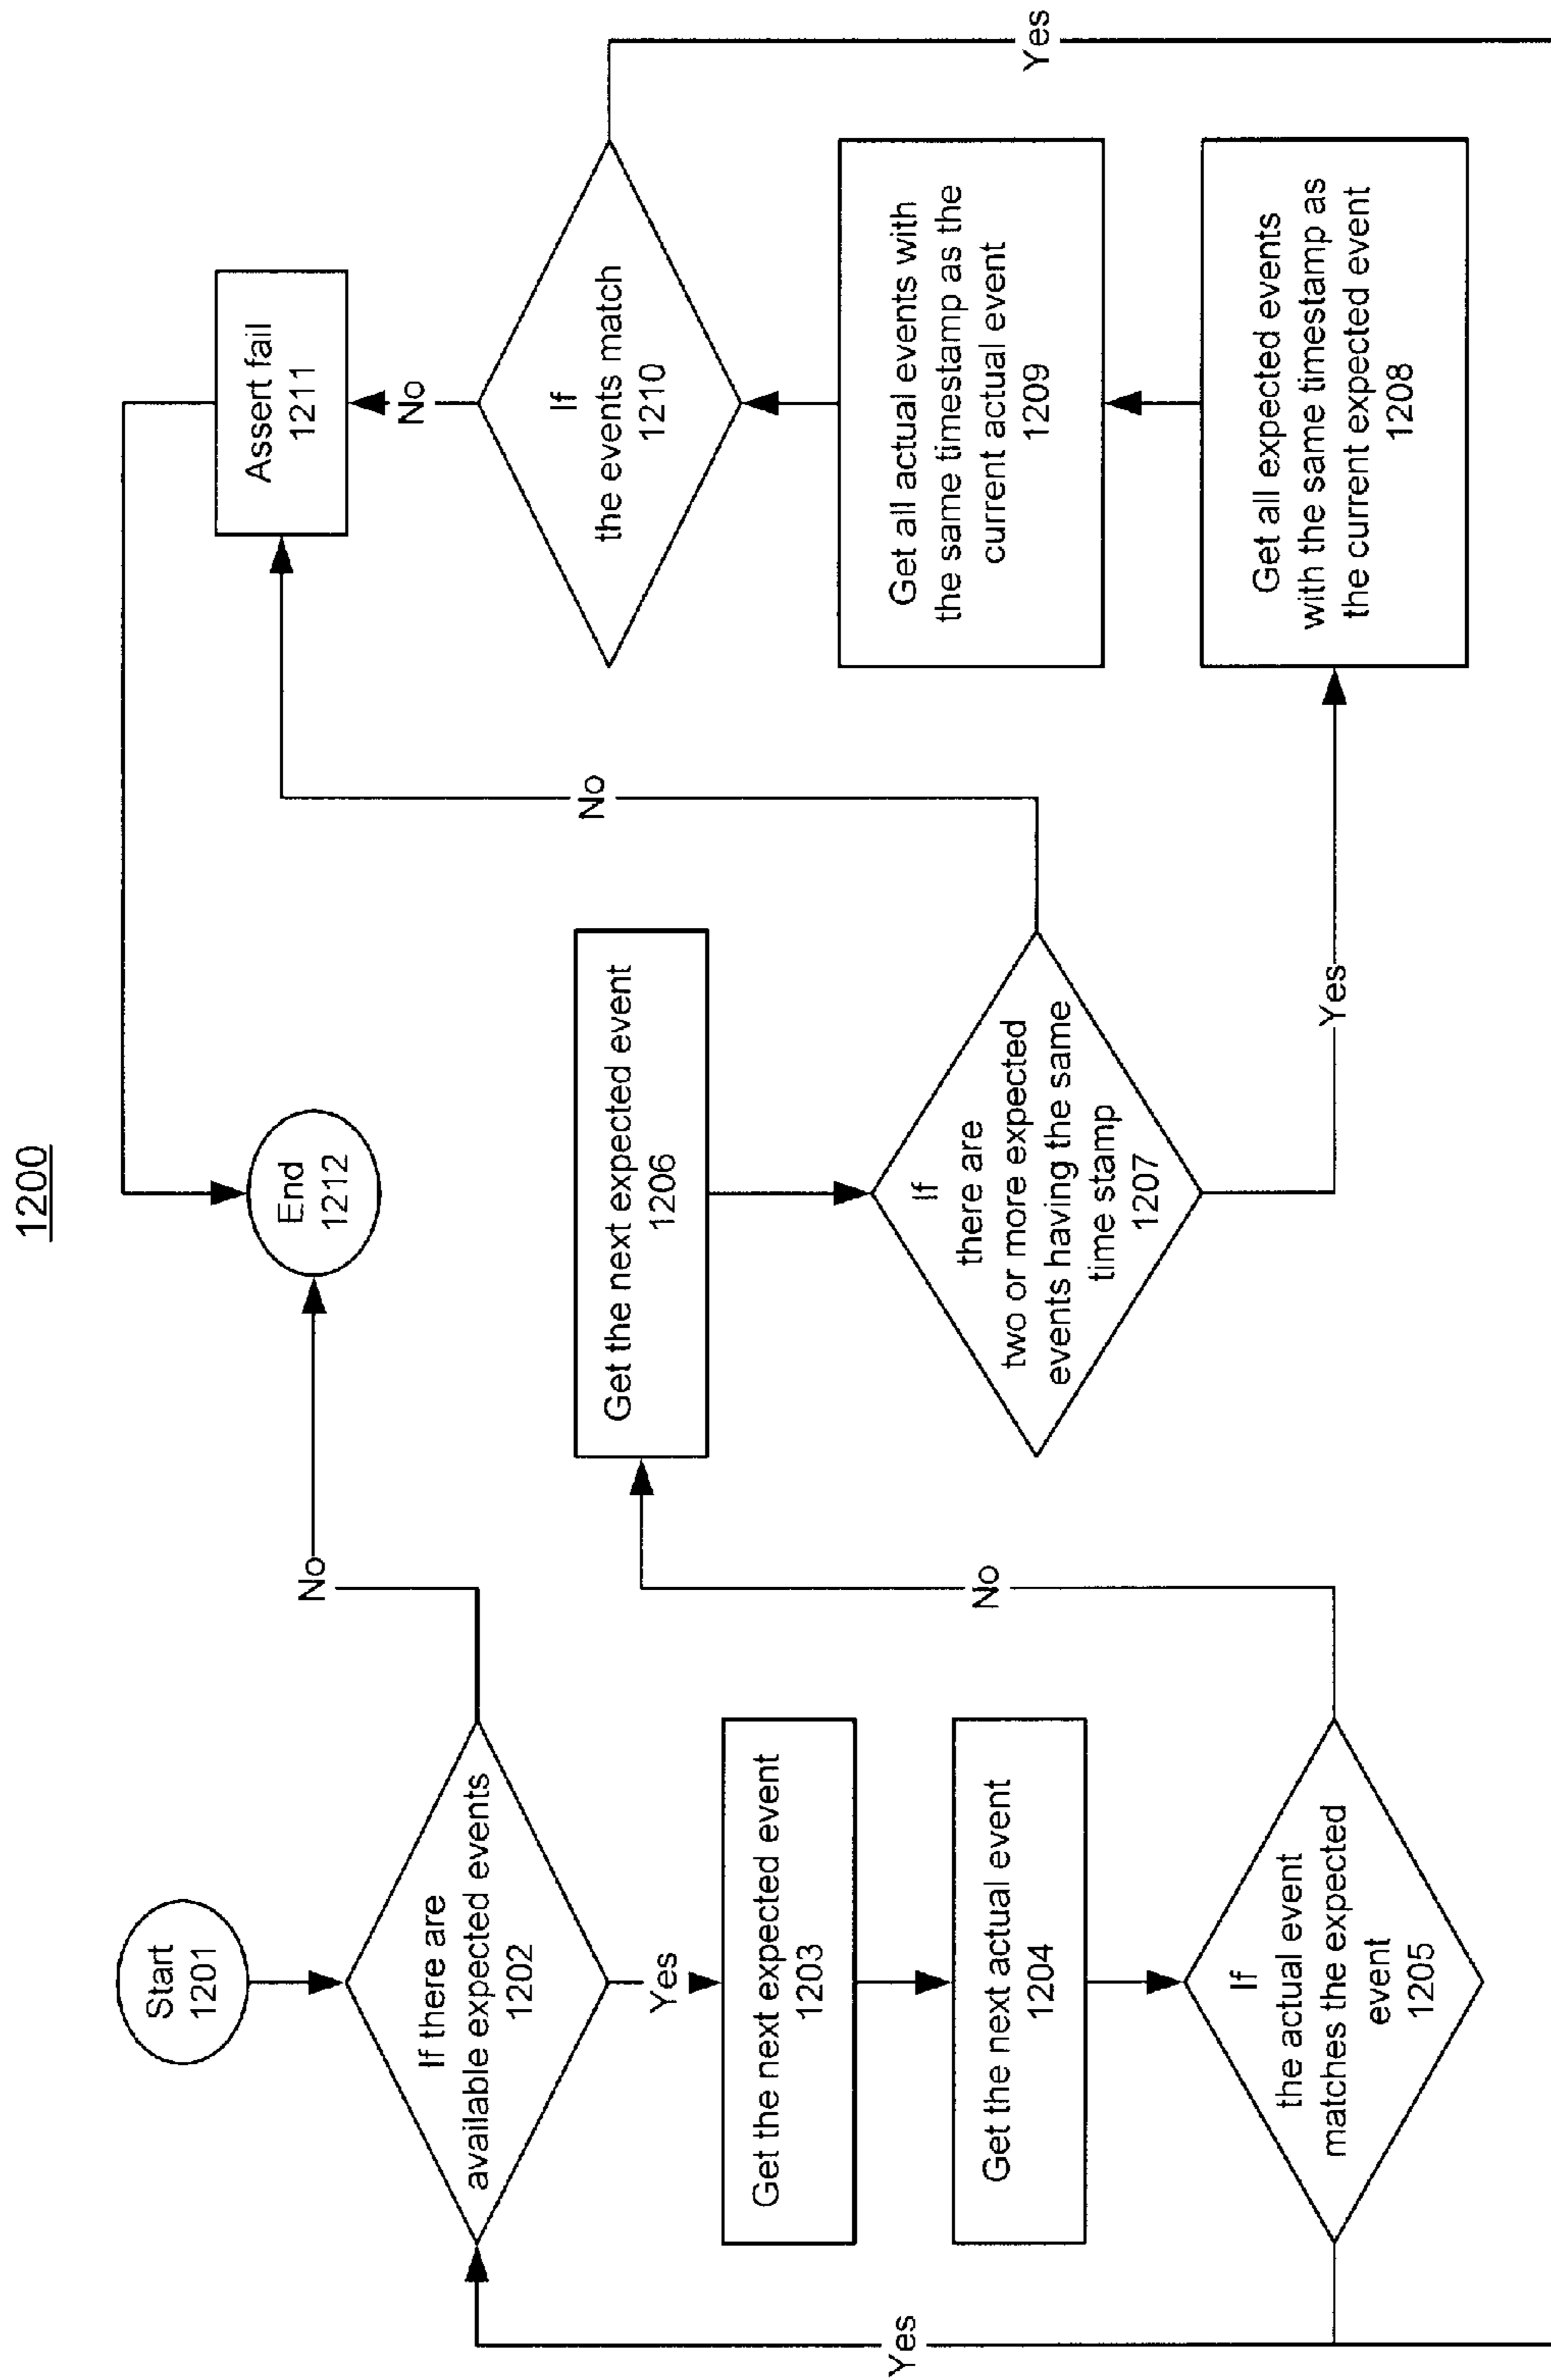 1200
Start
1201
If there are
available expected events
1202
No
End
1212
Yes
Get the next expected event
1203
Get the next actual event
1204
If
the actual event
matches the expected
event
1205
Yes
No
Get the next expected event
1206
If
there are
two or more expected
events having the same
time stamp
1207
No
Yes
Get all expected events
with the same timestamp as
the current expected event
1208
Get all actual events with
the same timestamp as the
current actual event
1209
If
the events match
1210
No
Assert fail
1211
Yes